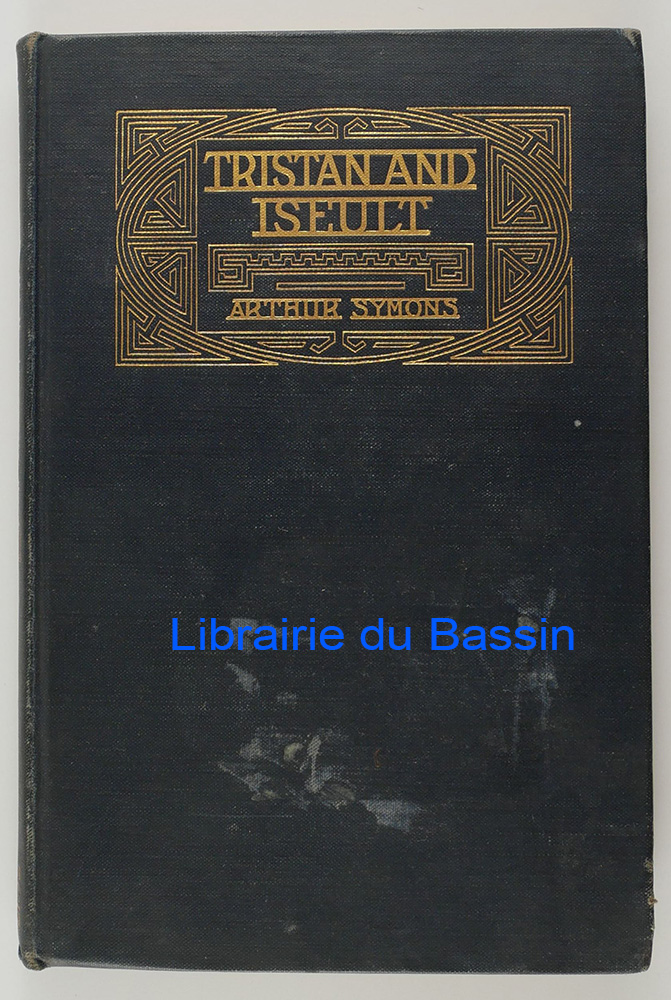 TRISTAN AND
ISEULT
ARTHUR SYMONS
Librairie du Bassin